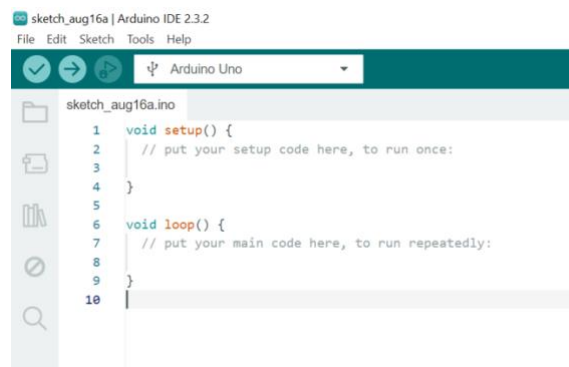 sketch_aug16a | Arduino IDE 2.3.2
File Edit Sketch Tools Help
Arduino Uno
sketch_aug16a.ino
1 void setup() {
2 // put your setup code here, to run once:
3
4 }
5
6 void loop() {
7 // put your main code here, to run repeatedly:
8
9 }
10